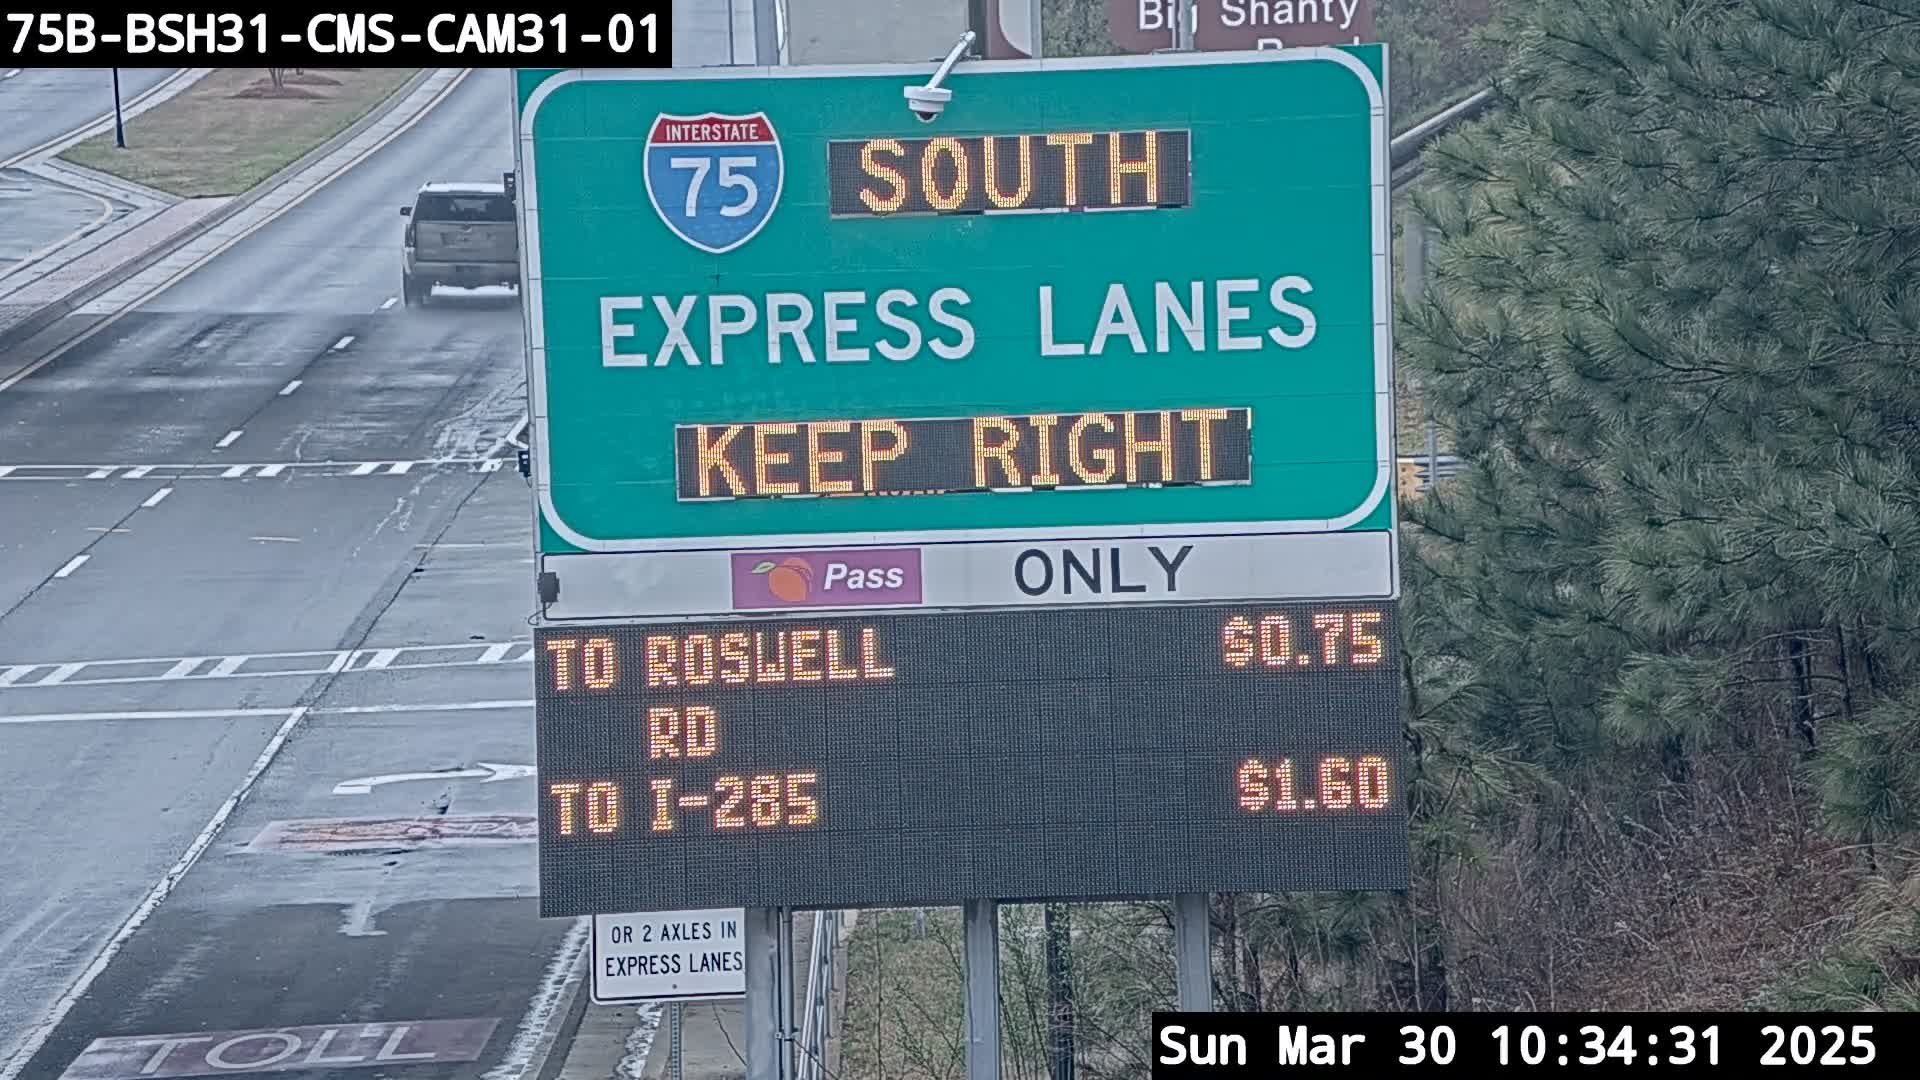 75B-BSH31-CMS-CAM31-01
Big Shanty
Road
INTERSTATE
75
SOUTH
EXPRESS LANES
KEEP RIGHT
Pass
ONLY
TO ROSWELL $0.75
RD
TO I-285 $1.60
OR 2 AXLES IN
EXPRESS LANES
TOLL
Sun Mar 30 10:34:31 2025